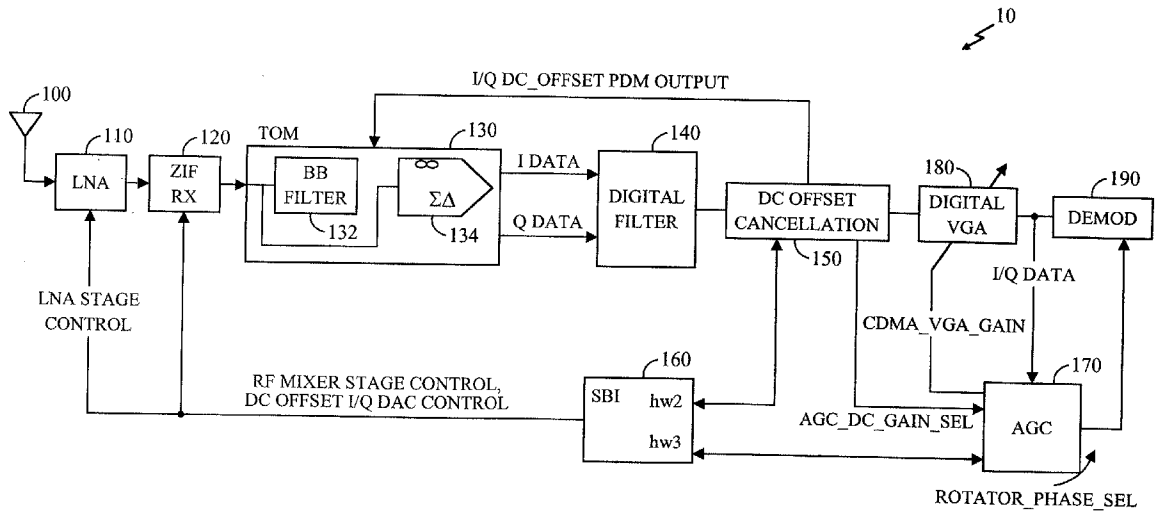 10
I/Q DC_OFFSET PDM OUTPUT
100
110
120
TOM
130
140
180
190
LNA
ZIF
RX
BB
FILTER
132
∞
ΣΔ
134
I DATA
Q DATA
DIGITAL
FILTER
DC OFFSET
CANCELLATION
150
DIGITAL
VGA
DEMOD
I/Q DATA
LNA STAGE
CONTROL
CDMA_VGA_GAIN
RF MIXER STAGE CONTROL,
DC OFFSET I/Q DAC CONTROL
160
SBI
hw2
hw3
170
AGC_DC_GAIN_SEL
AGC
ROTATOR_PHASE_SEL